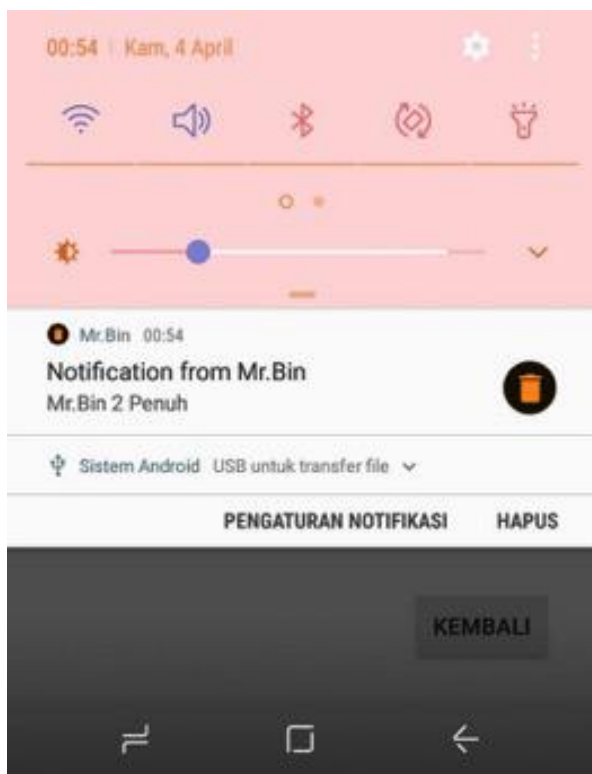 00:54 | Kam, 4 April
Mr.Bin 00:54
Notification from Mr.Bin
Mr.Bin 2 Penuh
Sistem Android USB untuk transfer file
PENGATURAN NOTIFIKASI HAPUS
KEMBALI